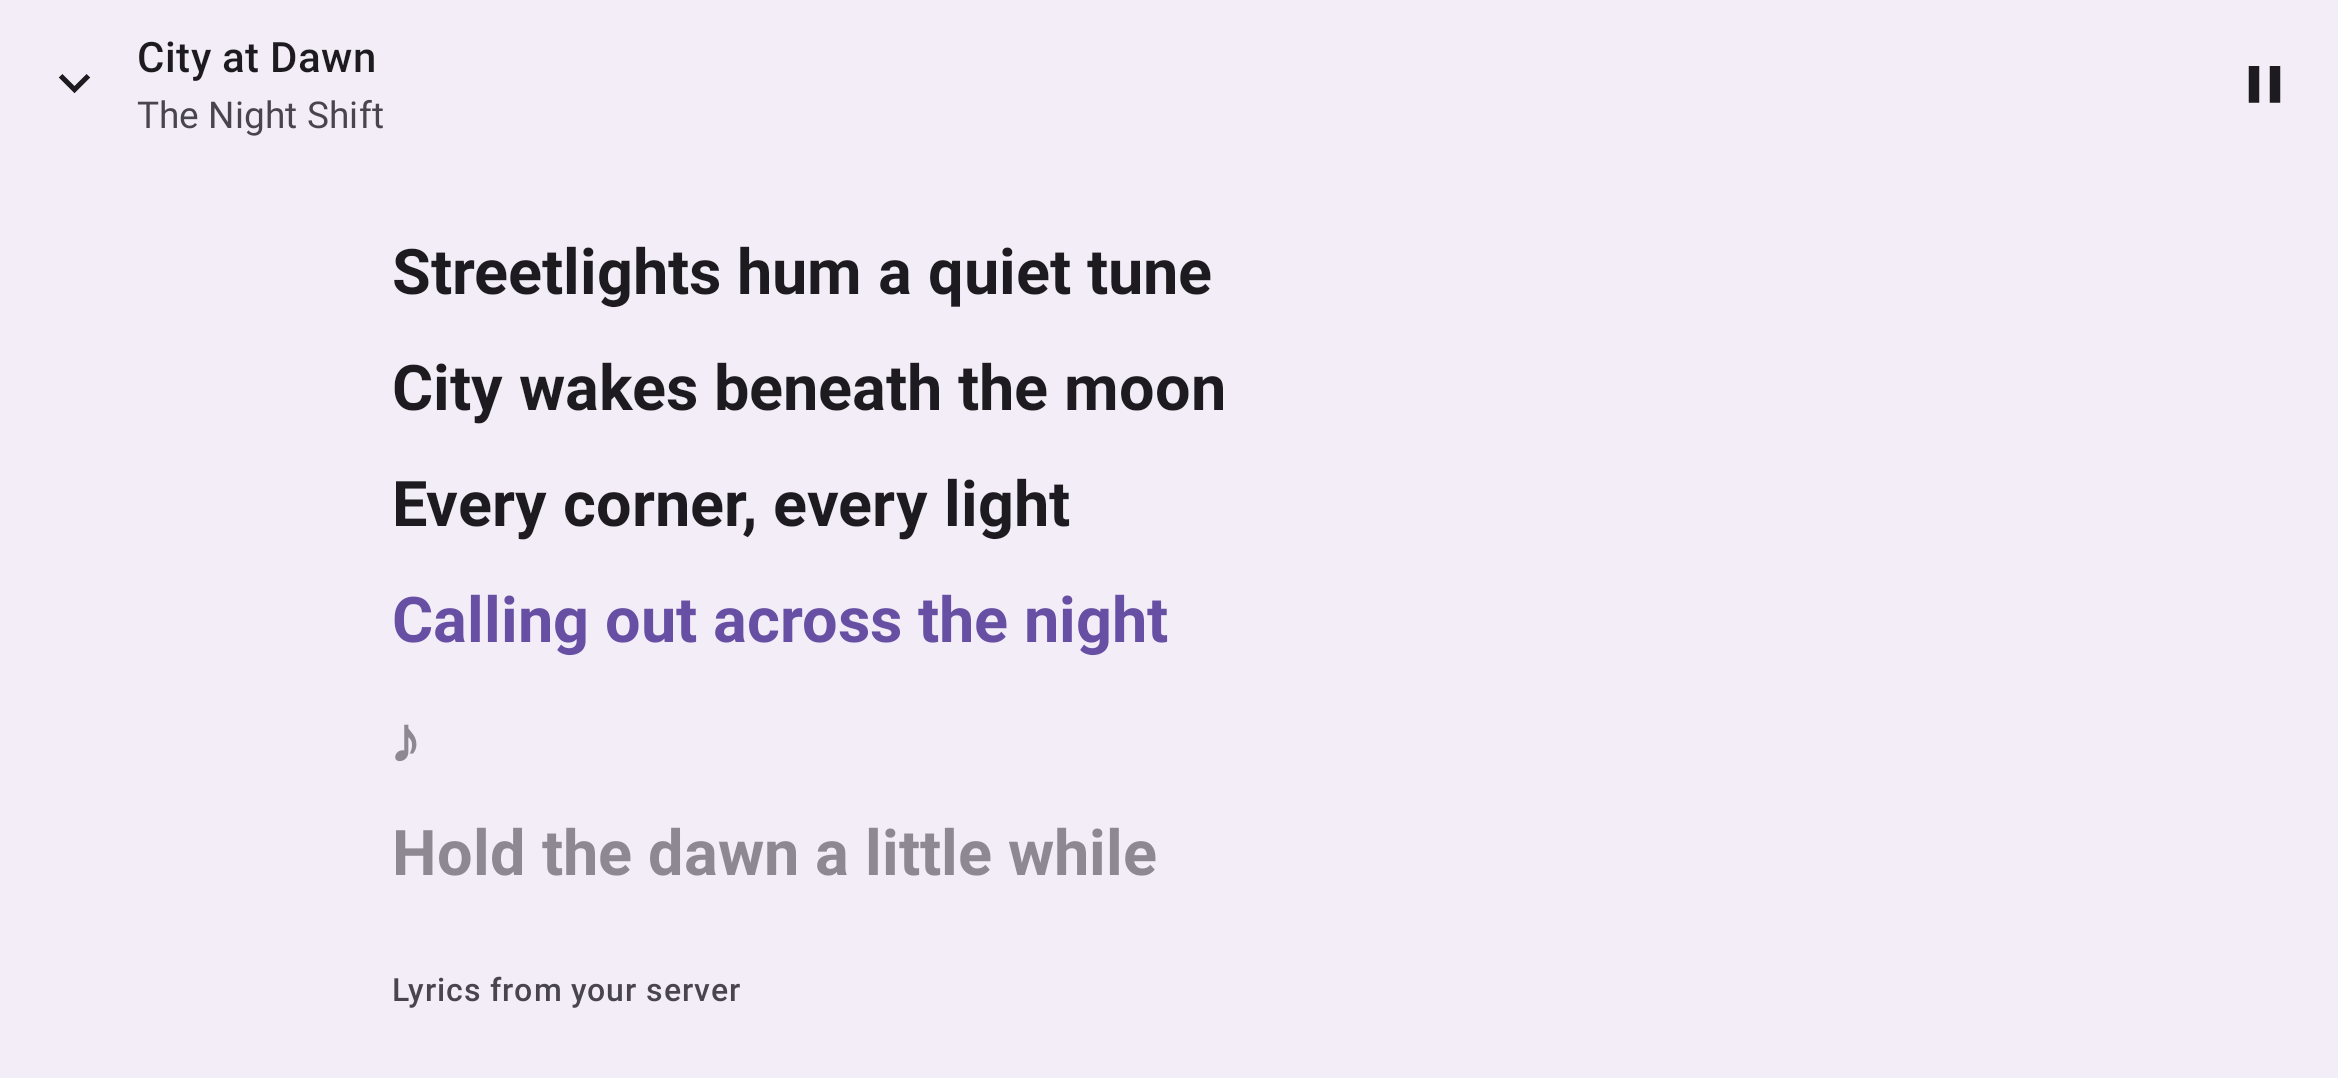 City at Dawn
The Night Shift
Streetlights hum a quiet tune
City wakes beneath the moon
Every corner, every light
Calling out across the night
♪
Hold the dawn a little while
Lyrics from your server